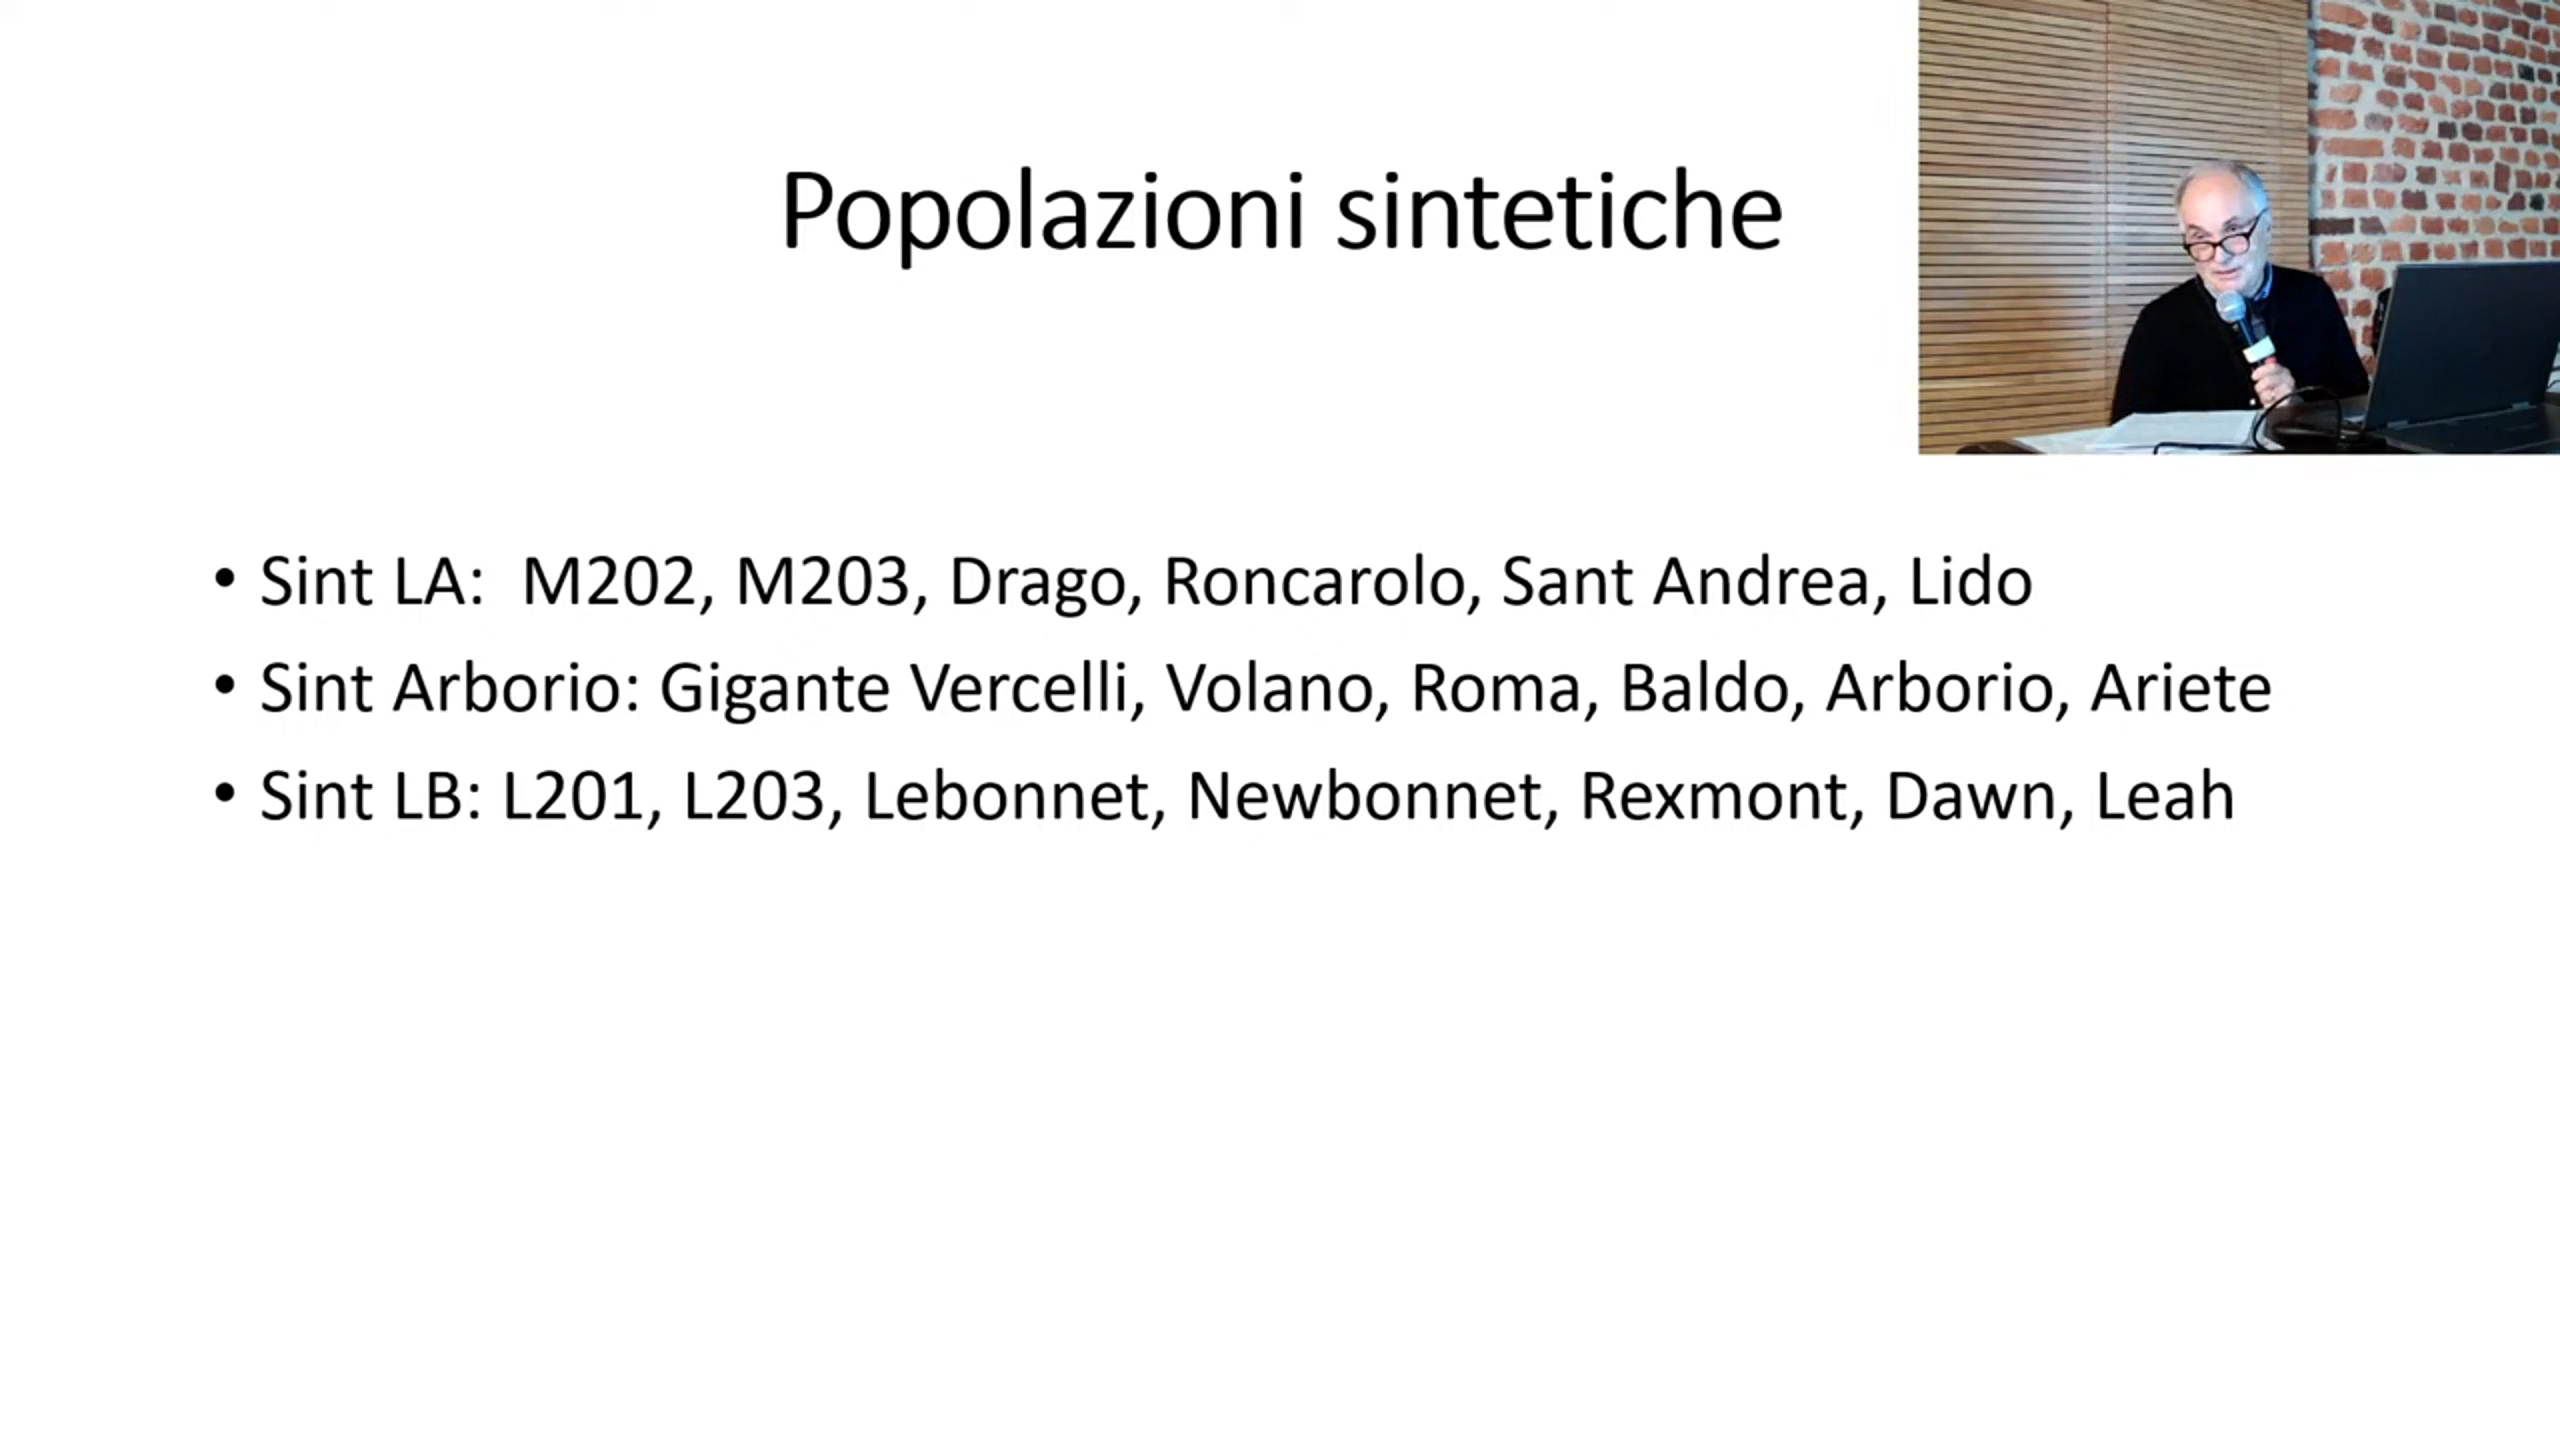 Popolazioni sintetiche
• Sint LA:  M202, M203, Drago, Roncarolo, Sant Andrea, Lido
• Sint Arborio: Gigante Vercelli, Volano, Roma, Baldo, Arborio, Ariete
• Sint LB: L201, L203, Lebonnet, Newbonnet, Rexmont, Dawn, Leah